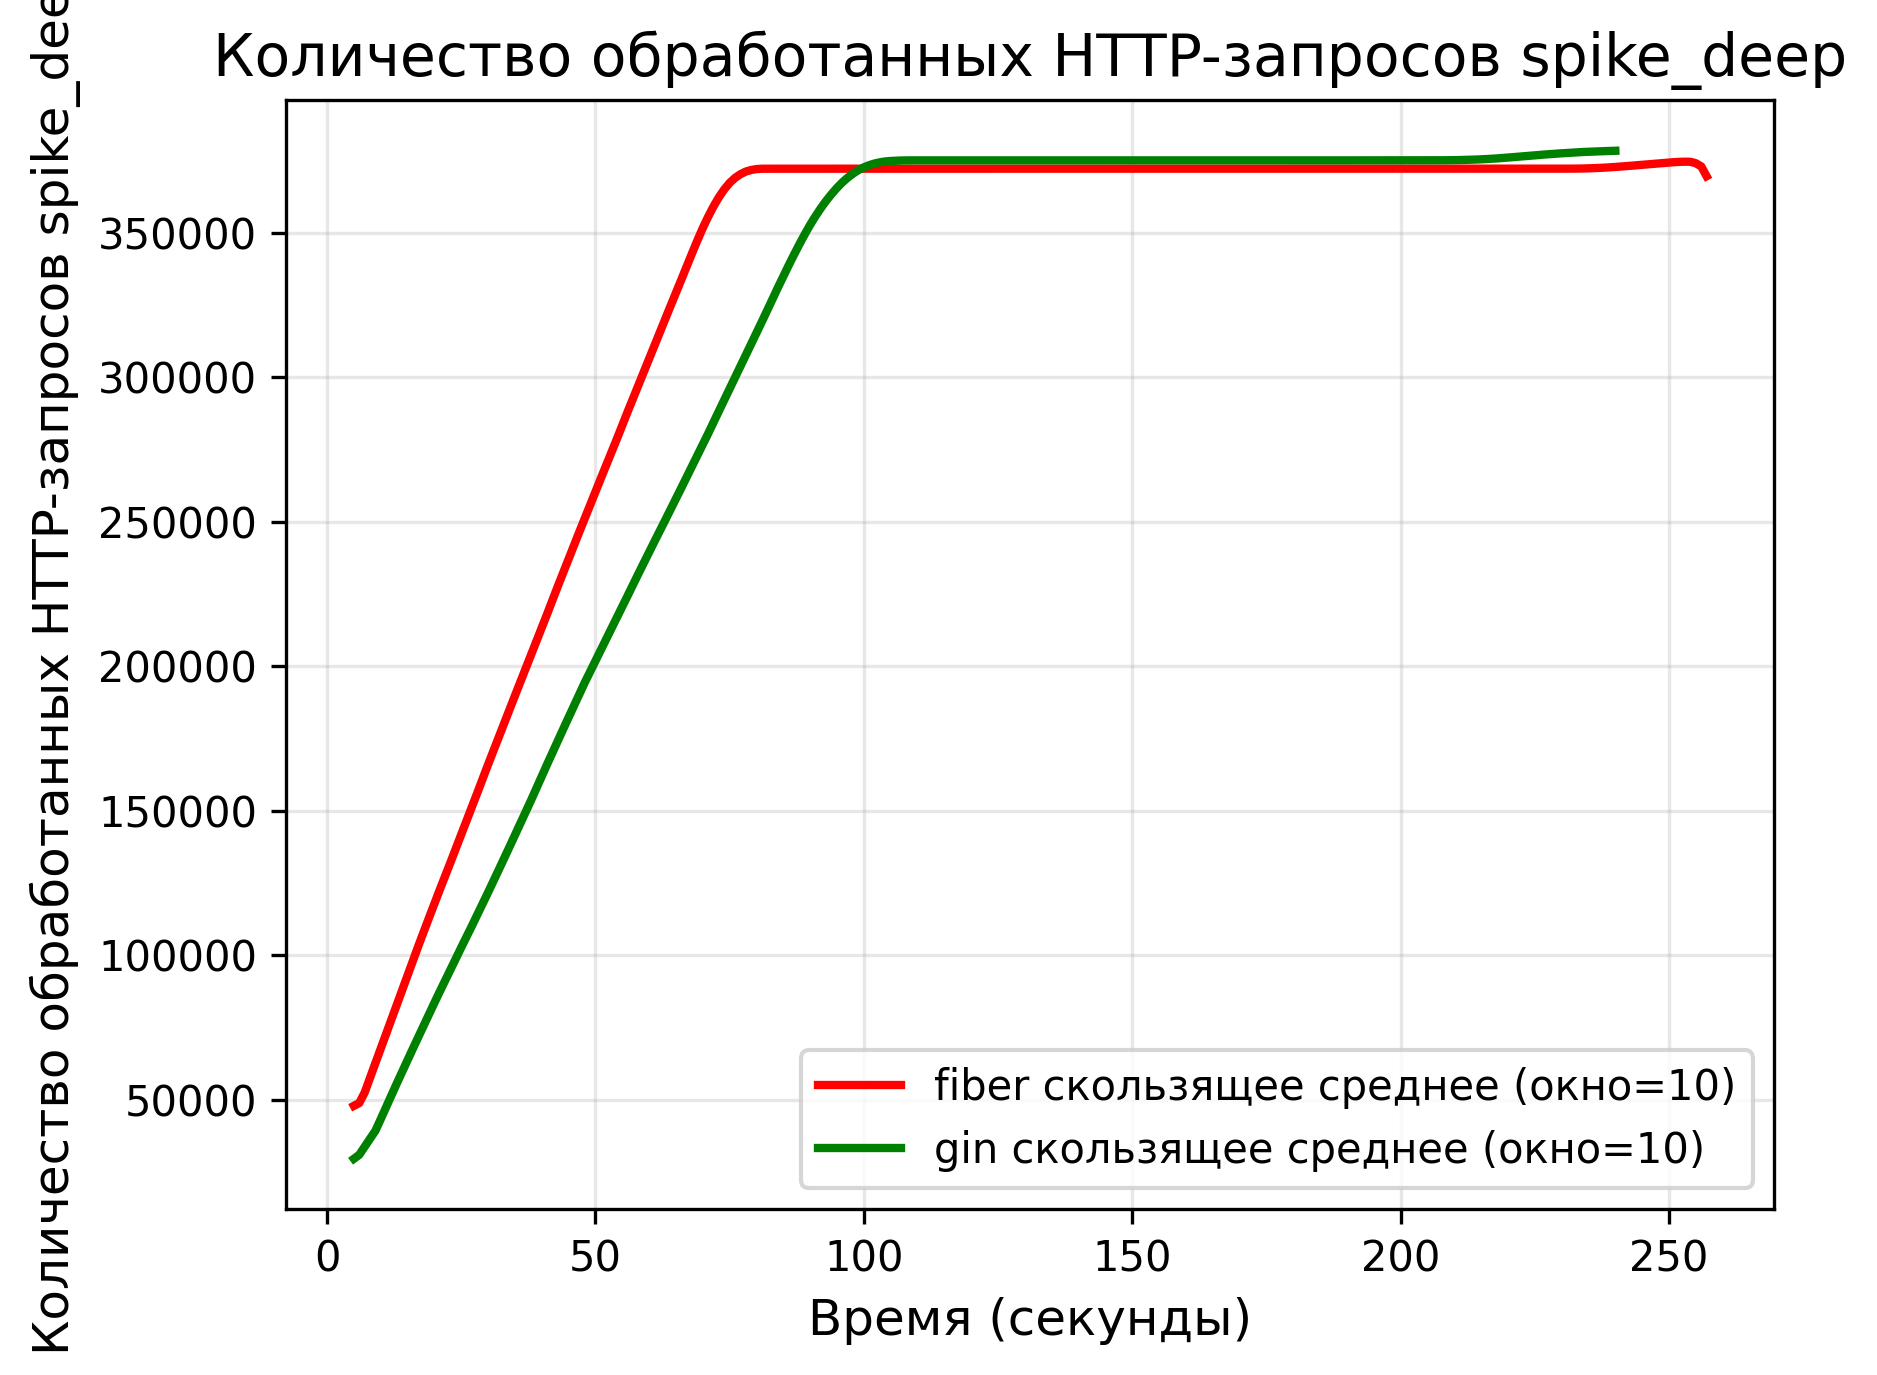 Количество обработанных HTTP-запросов spike_deep
Количество обработанных HTTP-запросов
350000
300000
250000
200000
150000
100000
50000
fiber скользящее среднее (окно=10)
gin скользящее среднее (окно=10)
0 50 100 150 200 250
Время (секунды)